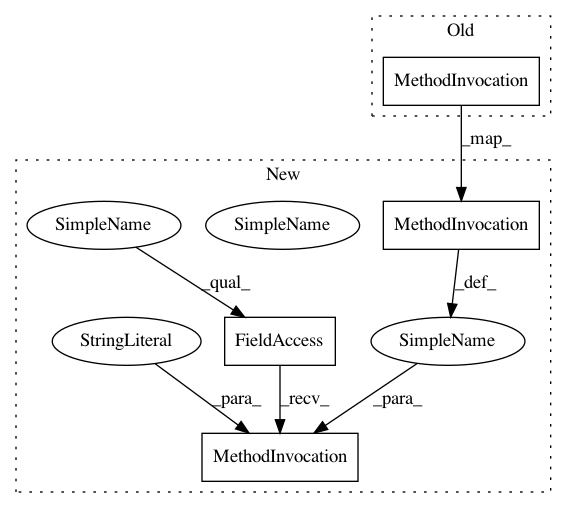 Old
MethodInvocation
_map_
New
SimpleName
SimpleName
MethodInvocation
_qual_
_def_
StringLiteral
FieldAccess
SimpleName
_para_
_recv_
_para_
MethodInvocation